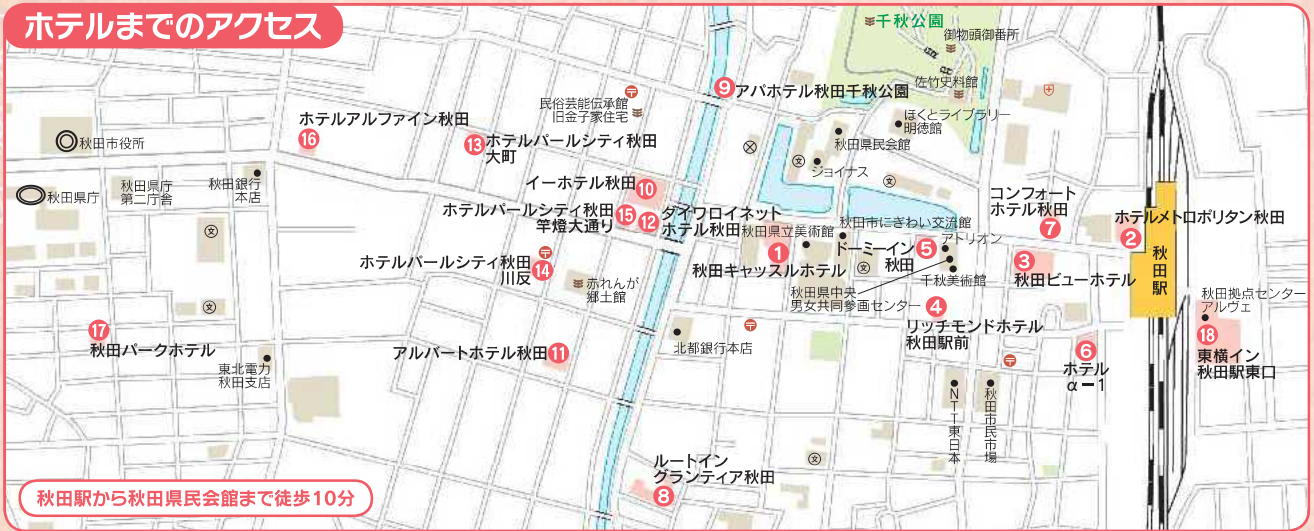 ホテルまでのアクセス
千秋公園
御物頭御番所
佐竹史料館
9
アパホテル秋田千秋公園
民俗芸能伝承館
旧金子家住宅
ほくとライブラリー
明徳館
秋田県民会館
ジョイナス
ホテルアルファイン秋田
16
13
ホテルパールシティ秋田
大町
秋田市役所
秋田県庁
秋田県庁
第二庁舎
秋田銀行
本店
イーホテル秋田
10
ホテルパールシティ秋田
竿燈大通り
15
12
ダイワロイネット
ホテル秋田
秋田県立美術館
1
秋田キャッスルホテル
秋田市にぎわい交流館
ドーミーイン
秋田
5
アトリオン
千秋美術館
秋田県中央
男女共同参画センター
コンフォート
ホテル秋田
7
ホテルメトロポリタン秋田
2
秋田駅
3
秋田ビューホテル
4
リッチモンドホテル
秋田駅前
ホテルパールシティ秋田
川反
14
赤れんが
郷土館
秋田拠点センター
アルヴェ
18
東横イン
秋田駅東口
17
秋田パークホテル
東北電力
秋田支店
アルバートホテル秋田
11
北都銀行本店
6
ホテル
α−1
NTT東日本
秋田市民市場
ルートイン
グランティア秋田
8
文
文
文
文
文
文
秋田駅から秋田県民会館まで徒歩10分